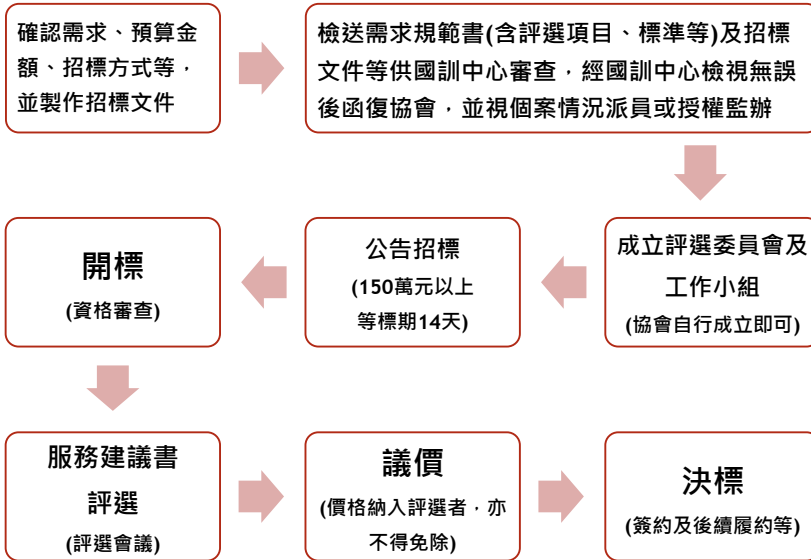 確認需求、預算金
額、招標方式等，
並製作招標文件
檢送需求規範書(含評選項目、標準等)及招標
文件等供國訓中心審查，經國訓中心檢視無誤
後函復協會，並視個案情況派員或授權監辦
成立評選委員會及
工作小組
(協會自行成立即可)
公告招標
(150萬元以上
等標期14天)
開標
(資格審查)
服務建議書
評選
(評選會議)
議價
(價格納入評選者，亦
不得免除)
決標
(簽約及後續履約等)